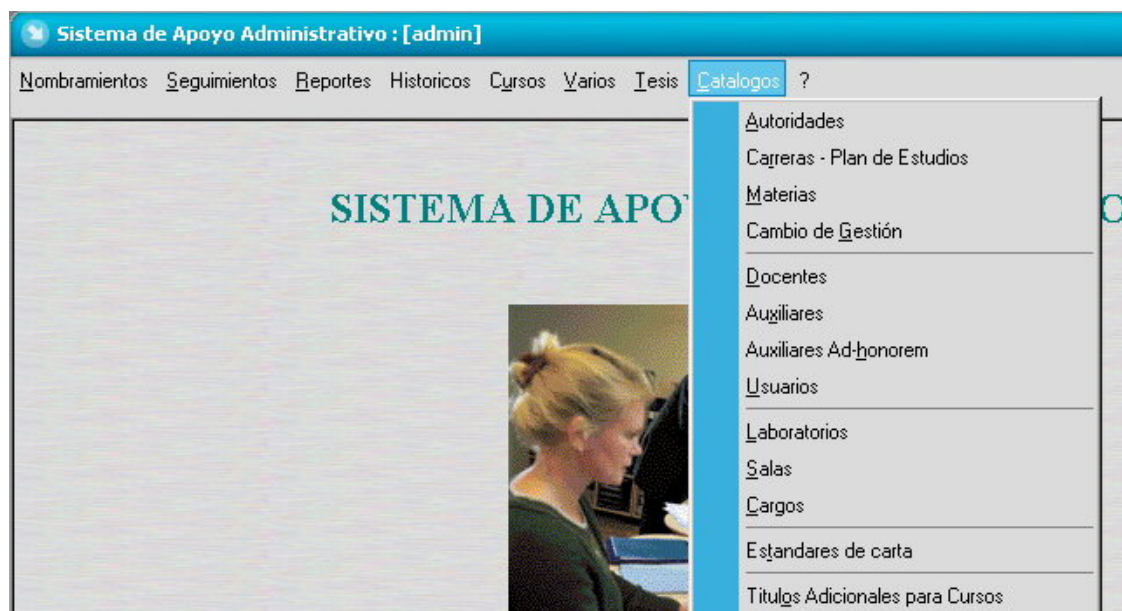 Sistema de Apoyo Administrativo : [admin]
Nombramientos Seguimientos Reportes Historicos Cursos Varios Tesis Catalogos ?
SISTEMA DE APO
Autoridades
Carreras - Plan de Estudios
Materias
Cambio de Gestión
Docentes
Auxiliares
Auxiliares Ad-honorem
Usuarios
Laboratorios
Salas
Cargos
Estandares de carta
Titulos Adicionales para Cursos